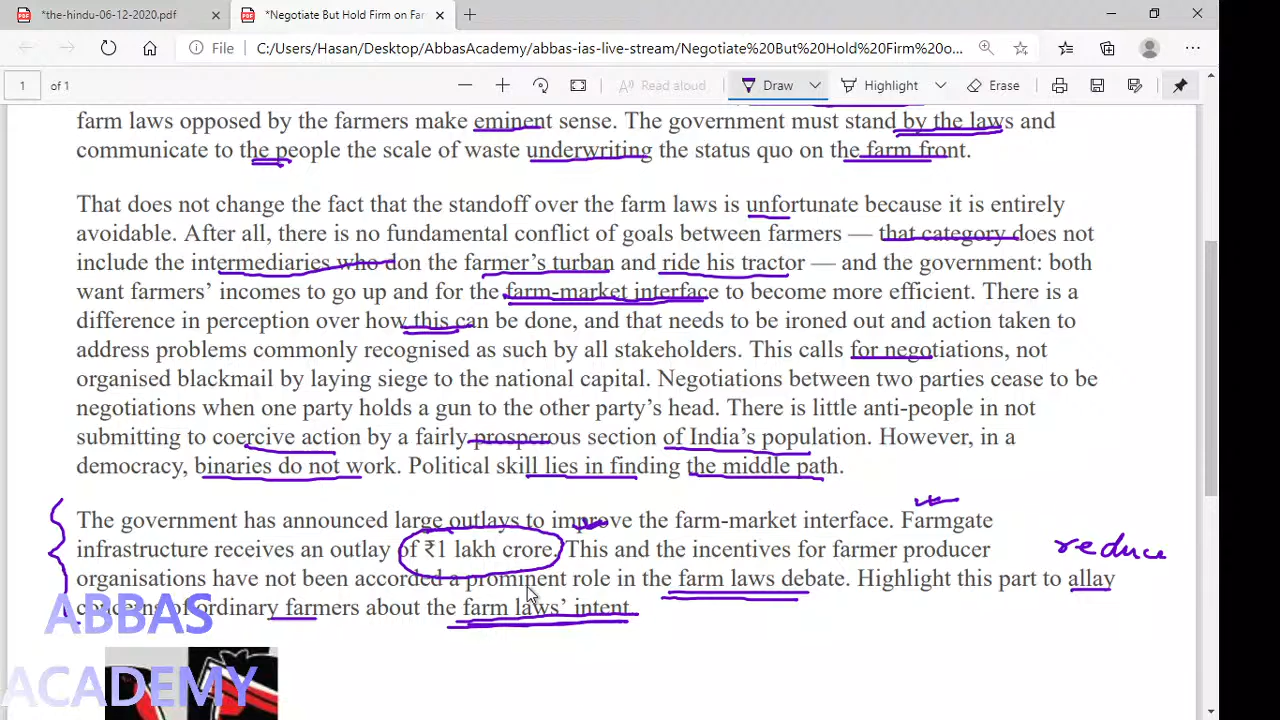 *the-hindu-06-12-2020.pdf
*Negotiate But Hold Firm on Far
File
C:/Users/Hasan/Desktop/AbbasAcademy/abbas-ias-live-stream/Negotiate%20But%20Hold%20Firm%20o...
1 of 1
Read aloud
Draw
Highlight
Erase
farm laws opposed by the farmers make eminent sense. The government must stand by the laws and
communicate to the people the scale of waste underwriting the status quo on the farm front.
That does not change the fact that the standoff over the farm laws is unfortunate because it is entirely
avoidable. After all, there is no fundamental conflict of goals between farmers — that category does not
include the intermediaries who don the farmer's turban and ride his tractor — and the government: both
want farmers' incomes to go up and for the farm-market interface to become more efficient. There is a
difference in perception over how this can be done, and that needs to be ironed out and action taken to
address problems commonly recognised as such by all stakeholders. This calls for negotiations, not
organised blackmail by laying siege to the national capital. Negotiations between two parties cease to be
negotiations when one party holds a gun to the other party's head. There is little anti-people in not
submitting to coercive action by a fairly prosperous section of India's population. However, in a
democracy, binaries do not work. Political skill lies in finding the middle path.
The government has announced large outlays to improve the farm-market interface. Farmgate
infrastructure receives an outlay of ₹1 lakh crore. This and the incentives for farmer producer
reduce
organisations have not been accorded a prominent role in the farm laws debate. Highlight this part to allay
concerns of ordinary farmers about the farm laws' intent
ABBAS
ACADEMY